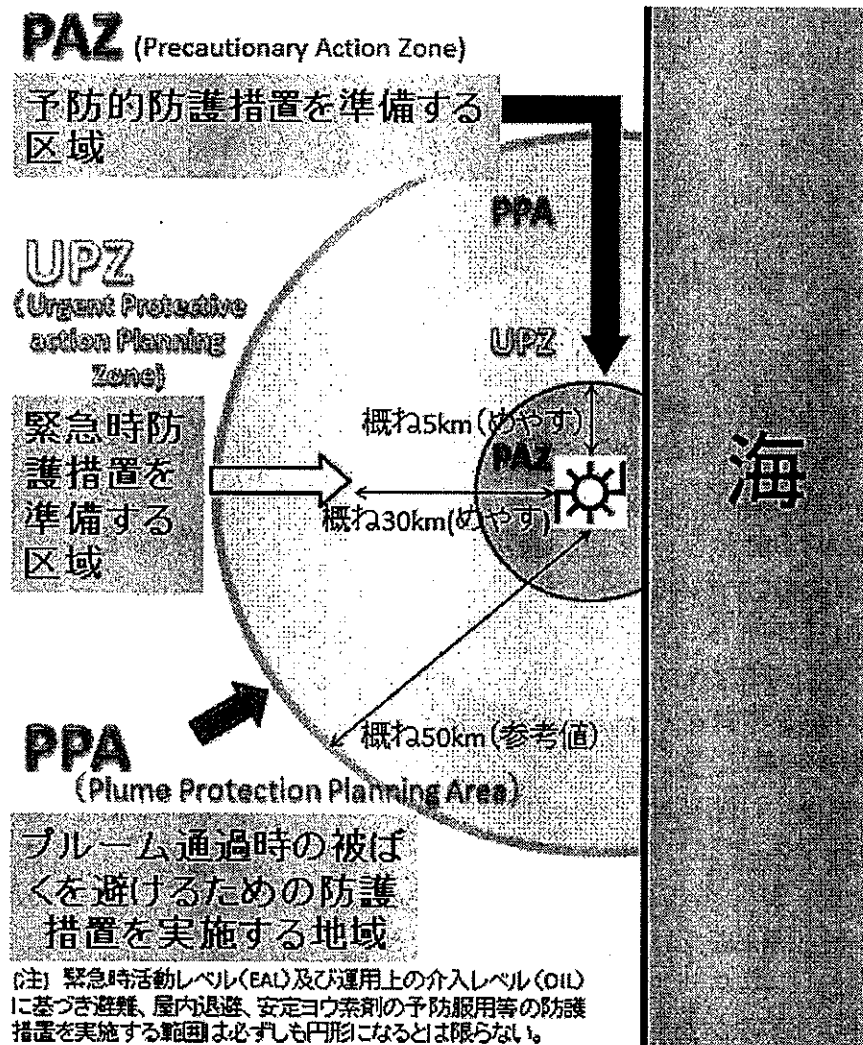 PAZ (Precautionary Action Zone)
予防的防護措置を準備する
区域
PPA
UPZ
(Urgent Protective
action Planning
Zone)
UPZ
緊急時防
護措置を
準備する
区域
概ね5km(めやす)
PAZ
概ね30km(めやす)
海
概ね50km(参考値)
PPA
(Plume Protection Planning Area)
プルーム通過時の被ば
くを避けるための防護
措置を実施する地域
(注) 緊急時活動レベル(EAL)及び運用上の介入レベル(OIL)
に基づき避難、屋内退避、安定ヨウ素剤の予防服用等の防護
措置を実施する範囲は必ずしも円形になるとは限らない。